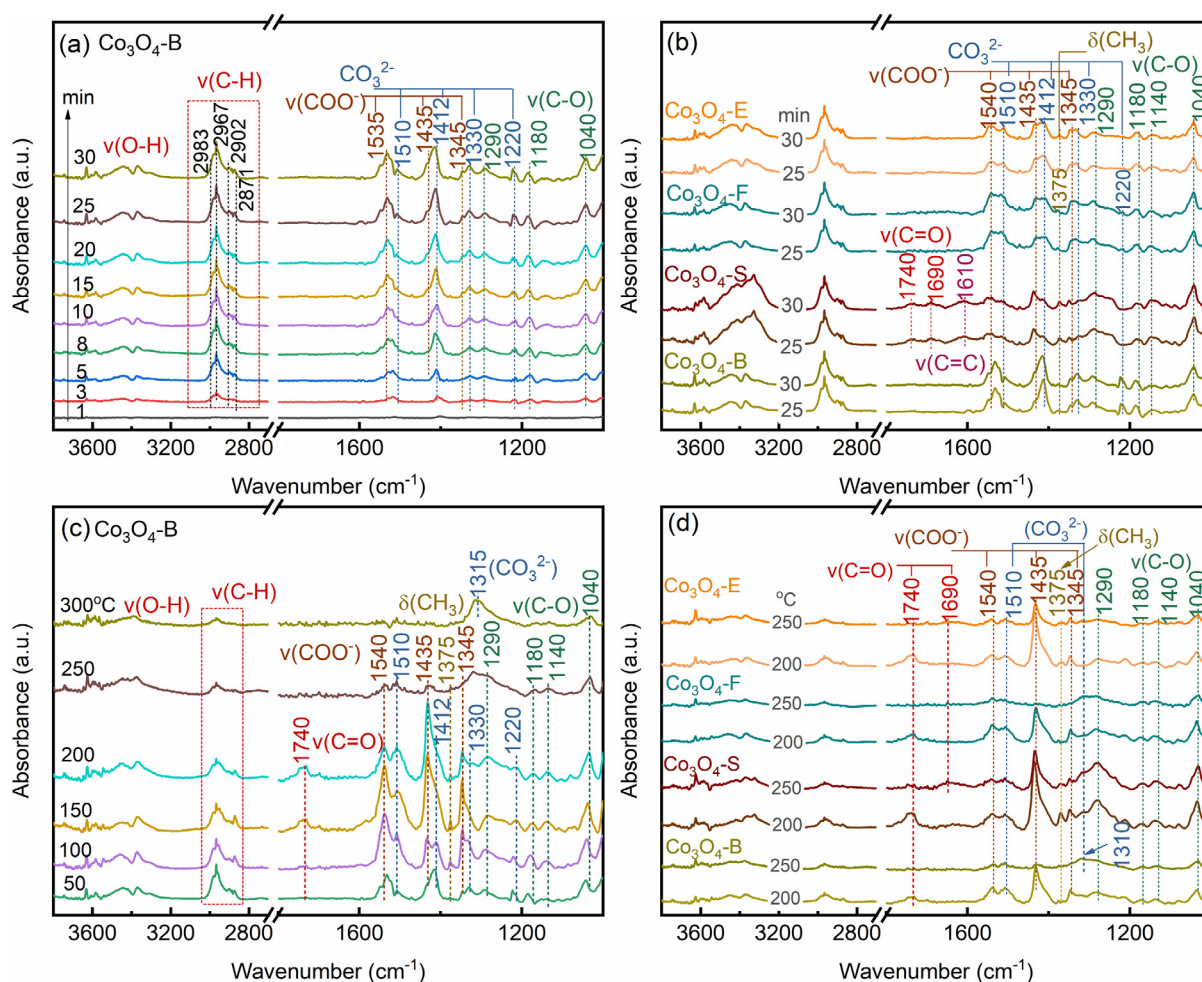 (a) Co₃O₄-B
min
ν(O-H)
ν(C-H)
2983
2967
2902
2871
ν(COO⁻)
CO₃²⁻
ν(C-O)
1535
1510
1435
1412
1345
1330
1290
1220
1180
1040
30
25
20
15
10
8
5
3
1
Absorbance (a.u.)
3800 3600 3200 2800 1600 1200
Wavenumber (cm⁻¹)
(b)
δ(CH₃)
CO₃²⁻
ν(COO⁻)
ν(C-O)
1540
1510
1435
1412
1345
1330
1290
1180
1140
1040
1375
1220
min
Co₃O₄-E
30
25
Co₃O₄-F
30
25
ν(C=O)
1740
1690
1610
Co₃O₄-S
30
25
ν(C=C)
Co₃O₄-B
30
25
Absorbance (a.u.)
3600 3200 2800 1600 1200
Wavenumber (cm⁻¹)
(c) Co₃O₄-B
1315
(CO₃²⁻)
300ºC
ν(O-H)
ν(C-H)
δ(CH₃)
ν(C-O)
1040
ν(COO⁻)
1540
1510
1435
1375
1345
1290
1180
1140
250
1740
ν(C=O)
1412
1330
1220
200
150
100
50
Absorbance (a.u.)
3800 3600 3200 2800 1600 1200
Wavenumber (cm⁻¹)
(d)
(CO₃²⁻)
ν(COO⁻)
δ(CH₃)
ν(C=O)
ν(C-O)
1740
1690
1540
1510
1435
1375
1345
1290
1180
1140
1040
ºC
Co₃O₄-E
250
200
Co₃O₄-F
250
200
Co₃O₄-S
250
200
Co₃O₄-B
250
200
1310
Absorbance (a.u.)
3800 3600 3200 2800 1600 1200
Wavenumber (cm⁻¹)